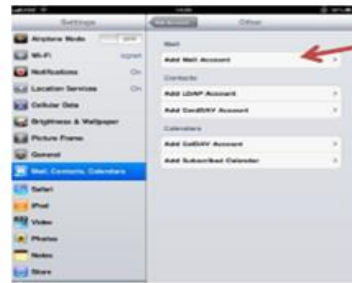 Settings
Airplane Mode OFF
Wi-Fi
Notifications On
Location Services On
Cellular Data
Brightness & Wallpaper
Picture Frame
General
Mail, Contacts, Calendars
Safari
iPod
Video
Photos
Notes
Store
Other
Mail
Add Mail Account
Contacts
Add LDAP Account
Add CardDAV Account
Calendars
Add CalDAV Account
Add Subscribed Calendar